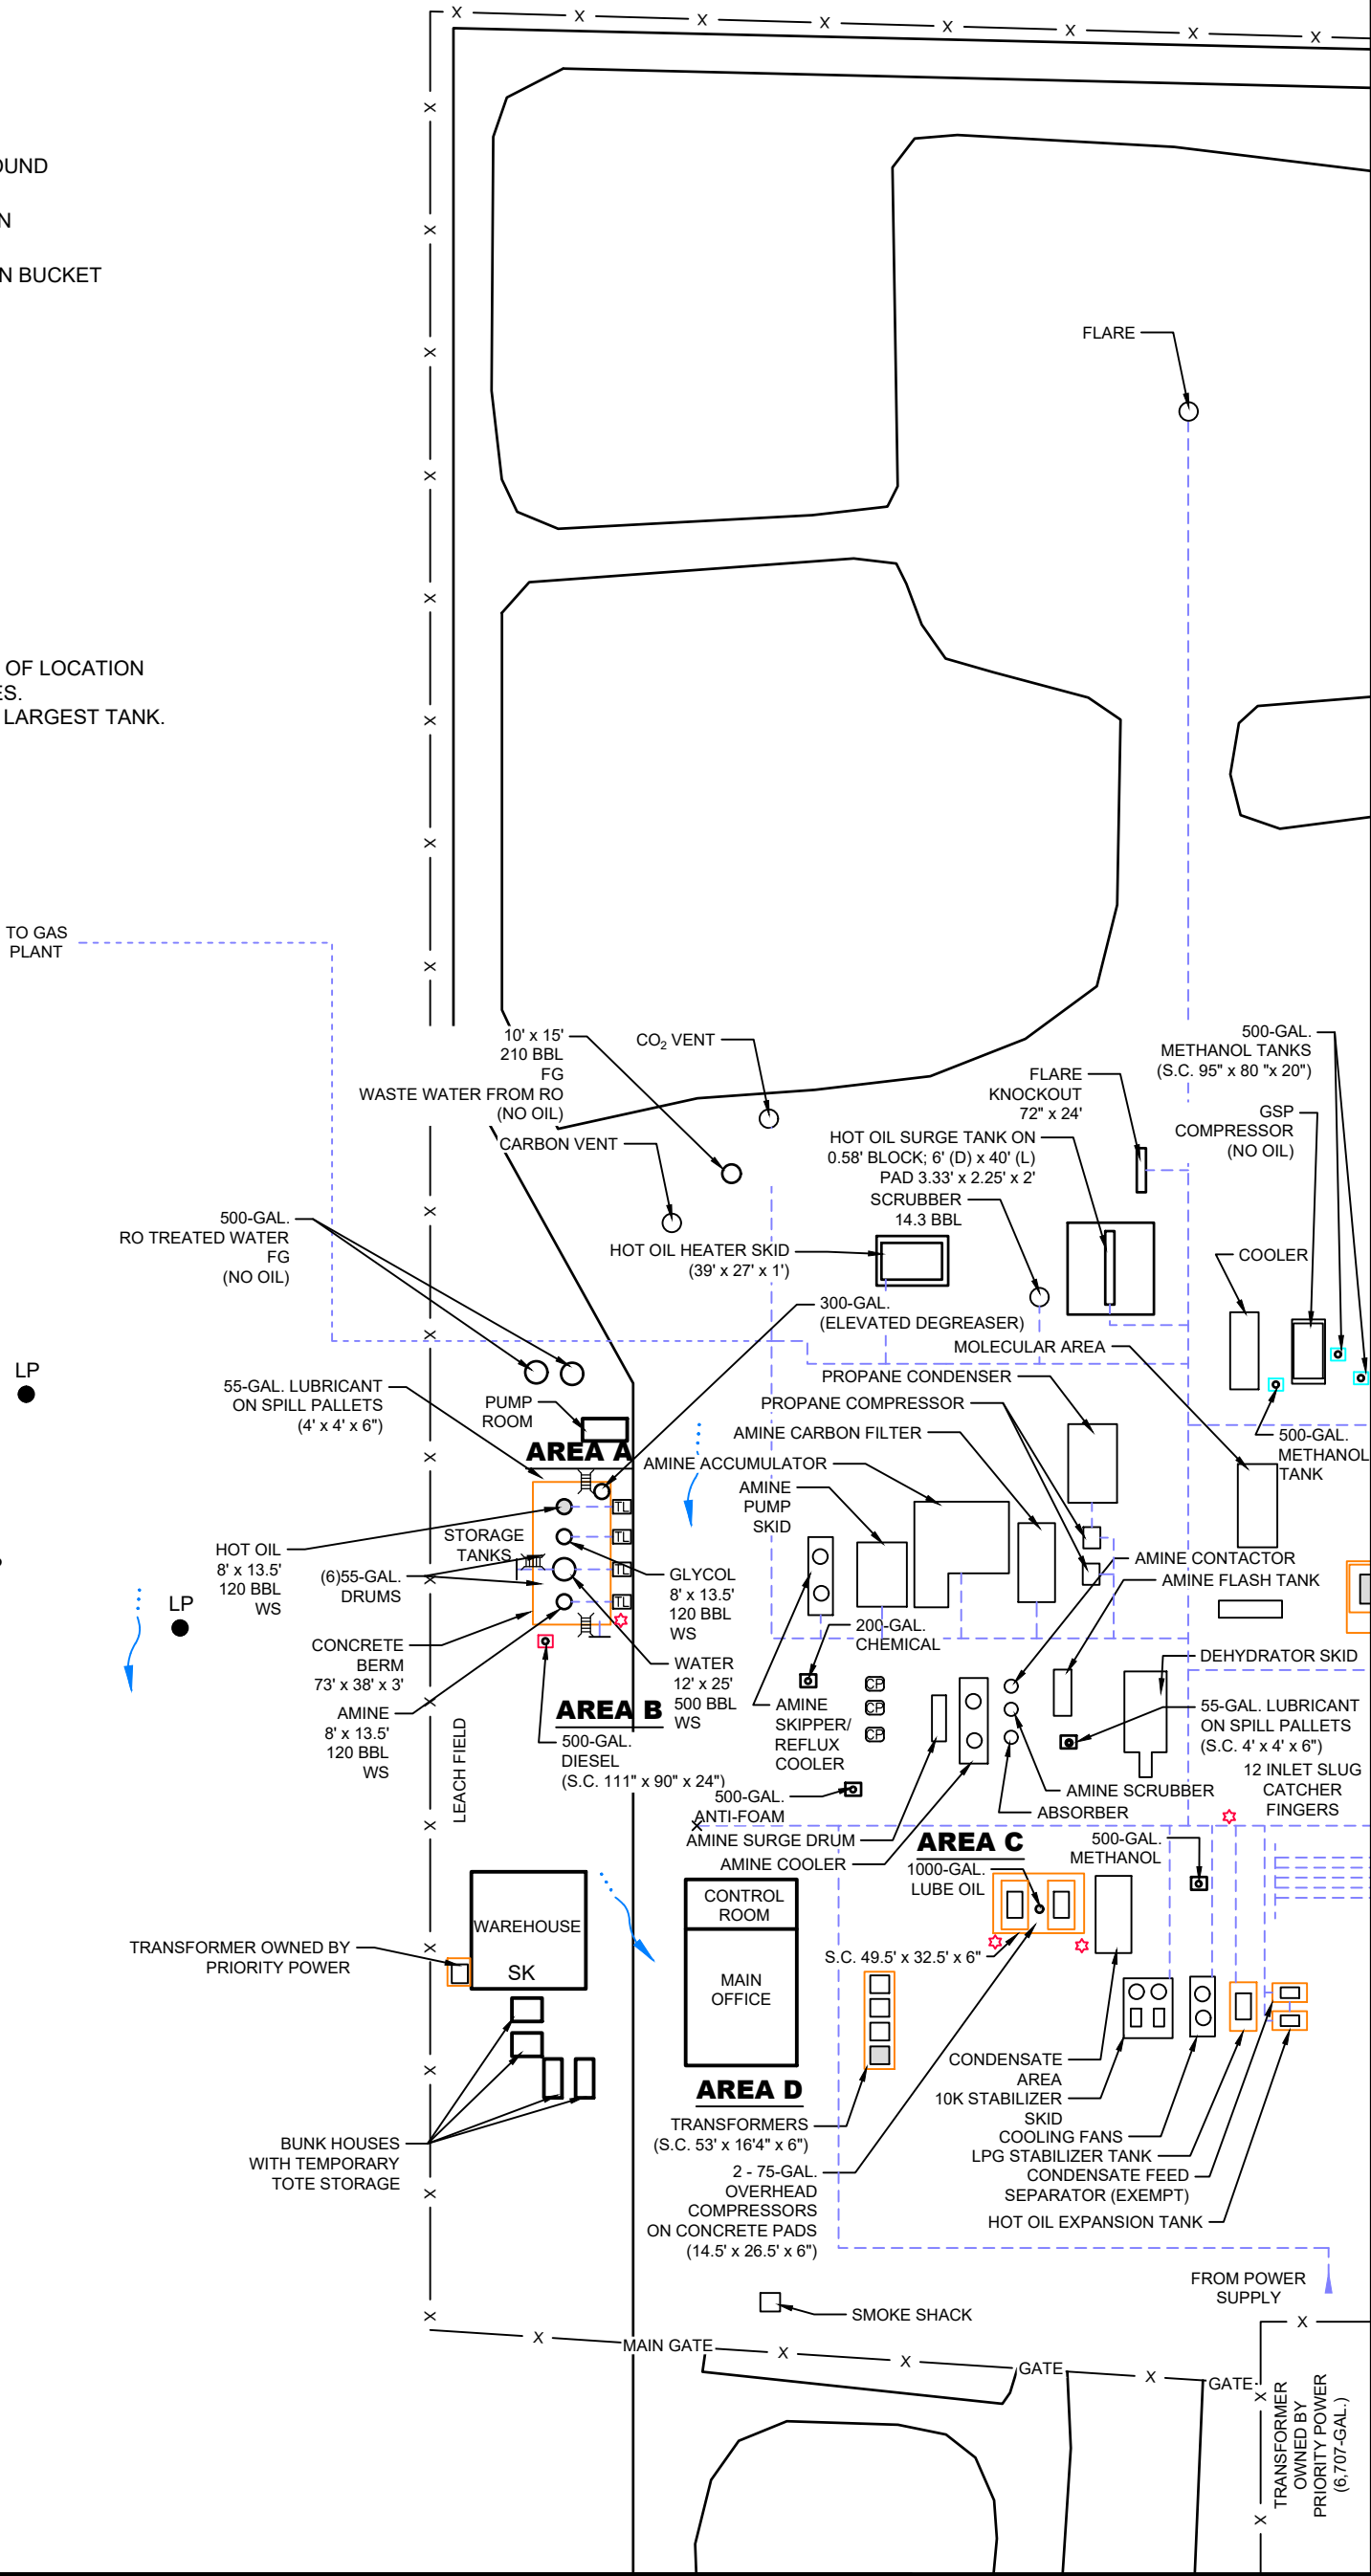 OUND
N
N BUCKET
OF LOCATION
ES.
LARGEST TANK.
FLARE
TO GAS
PLANT
10' x 15'
210 BBL
FG
WASTE WATER FROM RO
(NO OIL)
CO2 VENT
CARBON VENT
500-GAL.
METHANOL TANKS
(S.C. 95" x 80 "x 20")
FLARE
KNOCKOUT
72" x 24'
GSP
COMPRESSOR
(NO OIL)
HOT OIL SURGE TANK ON
0.58' BLOCK; 6' (D) x 40' (L)
PAD 3.33' x 2.25' x 2'
SCRUBBER
14.3 BBL
500-GAL.
RO TREATED WATER
FG
(NO OIL)
HOT OIL HEATER SKID
(39' x 27' x 1')
COOLER
300-GAL.
(ELEVATED DEGREASER)
MOLECULAR AREA
LP
55-GAL. LUBRICANT
ON SPILL PALLETS
(4' x 4' x 6")
PUMP
ROOM
PROPANE CONDENSER
PROPANE COMPRESSOR
AMINE CARBON FILTER
500-GAL.
METHANOL
TANK
AREA A
AMINE ACCUMULATOR
AMINE
PUMP
SKID
TL
TL
TL
TL
STORAGE
TANKS
HOT OIL
8' x 13.5'
120 BBL
WS
(6)55-GAL.
DRUMS
GLYCOL
8' x 13.5'
120 BBL
WS
AMINE CONTACTOR
AMINE FLASH TANK
LP
200-GAL.
CHEMICAL
CONCRETE
BERM
73' x 38' x 3'
WATER
12' x 25'
500 BBL
WS
DEHYDRATOR SKID
AMINE
8' x 13.5'
120 BBL
WS
AREA B
500-GAL.
DIESEL
(S.C. 111" x 90" x 24")
AMINE
SKIPPER/
REFLUX
COOLER
CP
CP
CP
55-GAL. LUBRICANT
ON SPILL PALLETS
(S.C. 4' x 4' x 6")
LEACH FIELD
500-GAL.
ANTI-FOAM
AMINE SCRUBBER
ABSORBER
12 INLET SLUG
CATCHER
FINGERS
AMINE SURGE DRUM
AMINE COOLER
AREA C
1000-GAL.
LUBE OIL
500-GAL.
METHANOL
WAREHOUSE
SK
CONTROL
ROOM
MAIN
OFFICE
TRANSFORMER OWNED BY
PRIORITY POWER
S.C. 49.5' x 32.5' x 6"
CONDENSATE
AREA
10K STABILIZER
SKID
COOLING FANS
LPG STABILIZER TANK
CONDENSATE FEED
SEPARATOR (EXEMPT)
HOT OIL EXPANSION TANK
AREA D
TRANSFORMERS
(S.C. 53' x 16'4" x 6")
BUNK HOUSES
WITH TEMPORARY
TOTE STORAGE
2 - 75-GAL.
OVERHEAD
COMPRESSORS
ON CONCRETE PADS
(14.5' x 26.5' x 6")
FROM POWER
SUPPLY
SMOKE SHACK
MAIN GATE
GATE
GATE
TRANSFORMER
OWNED BY
PRIORITY POWER
(6,707-GAL.)